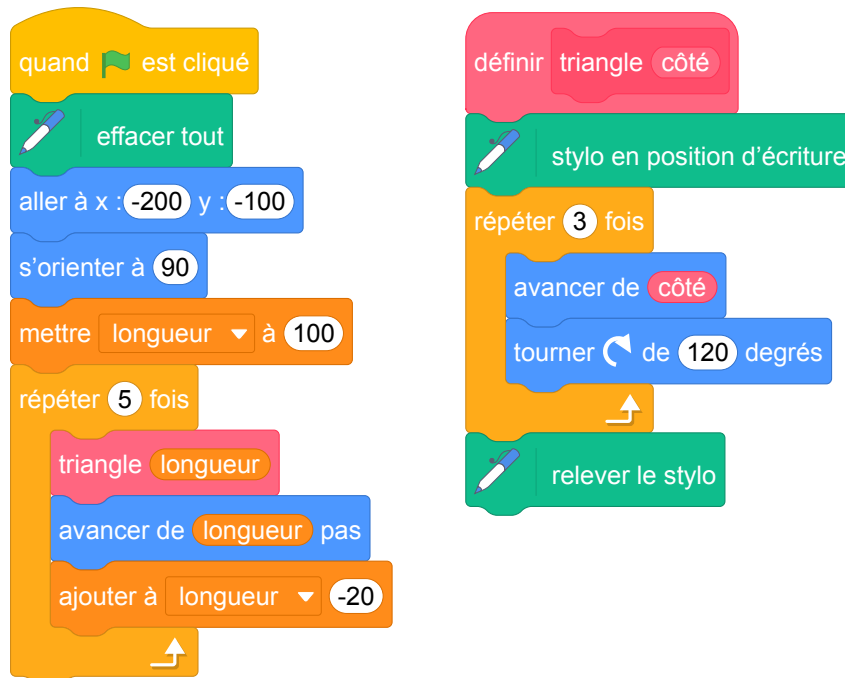 quand est cliqué
effacer tout
aller à x : -200 y : -100
s’orienter à 90
mettre longueur à 100
répéter 5 fois
triangle longueur
avancer de longueur pas
ajouter à longueur -20
définir triangle côté
stylo en position d’écriture
répéter 3 fois
avancer de côté
tourner de 120 degrés
relever le stylo